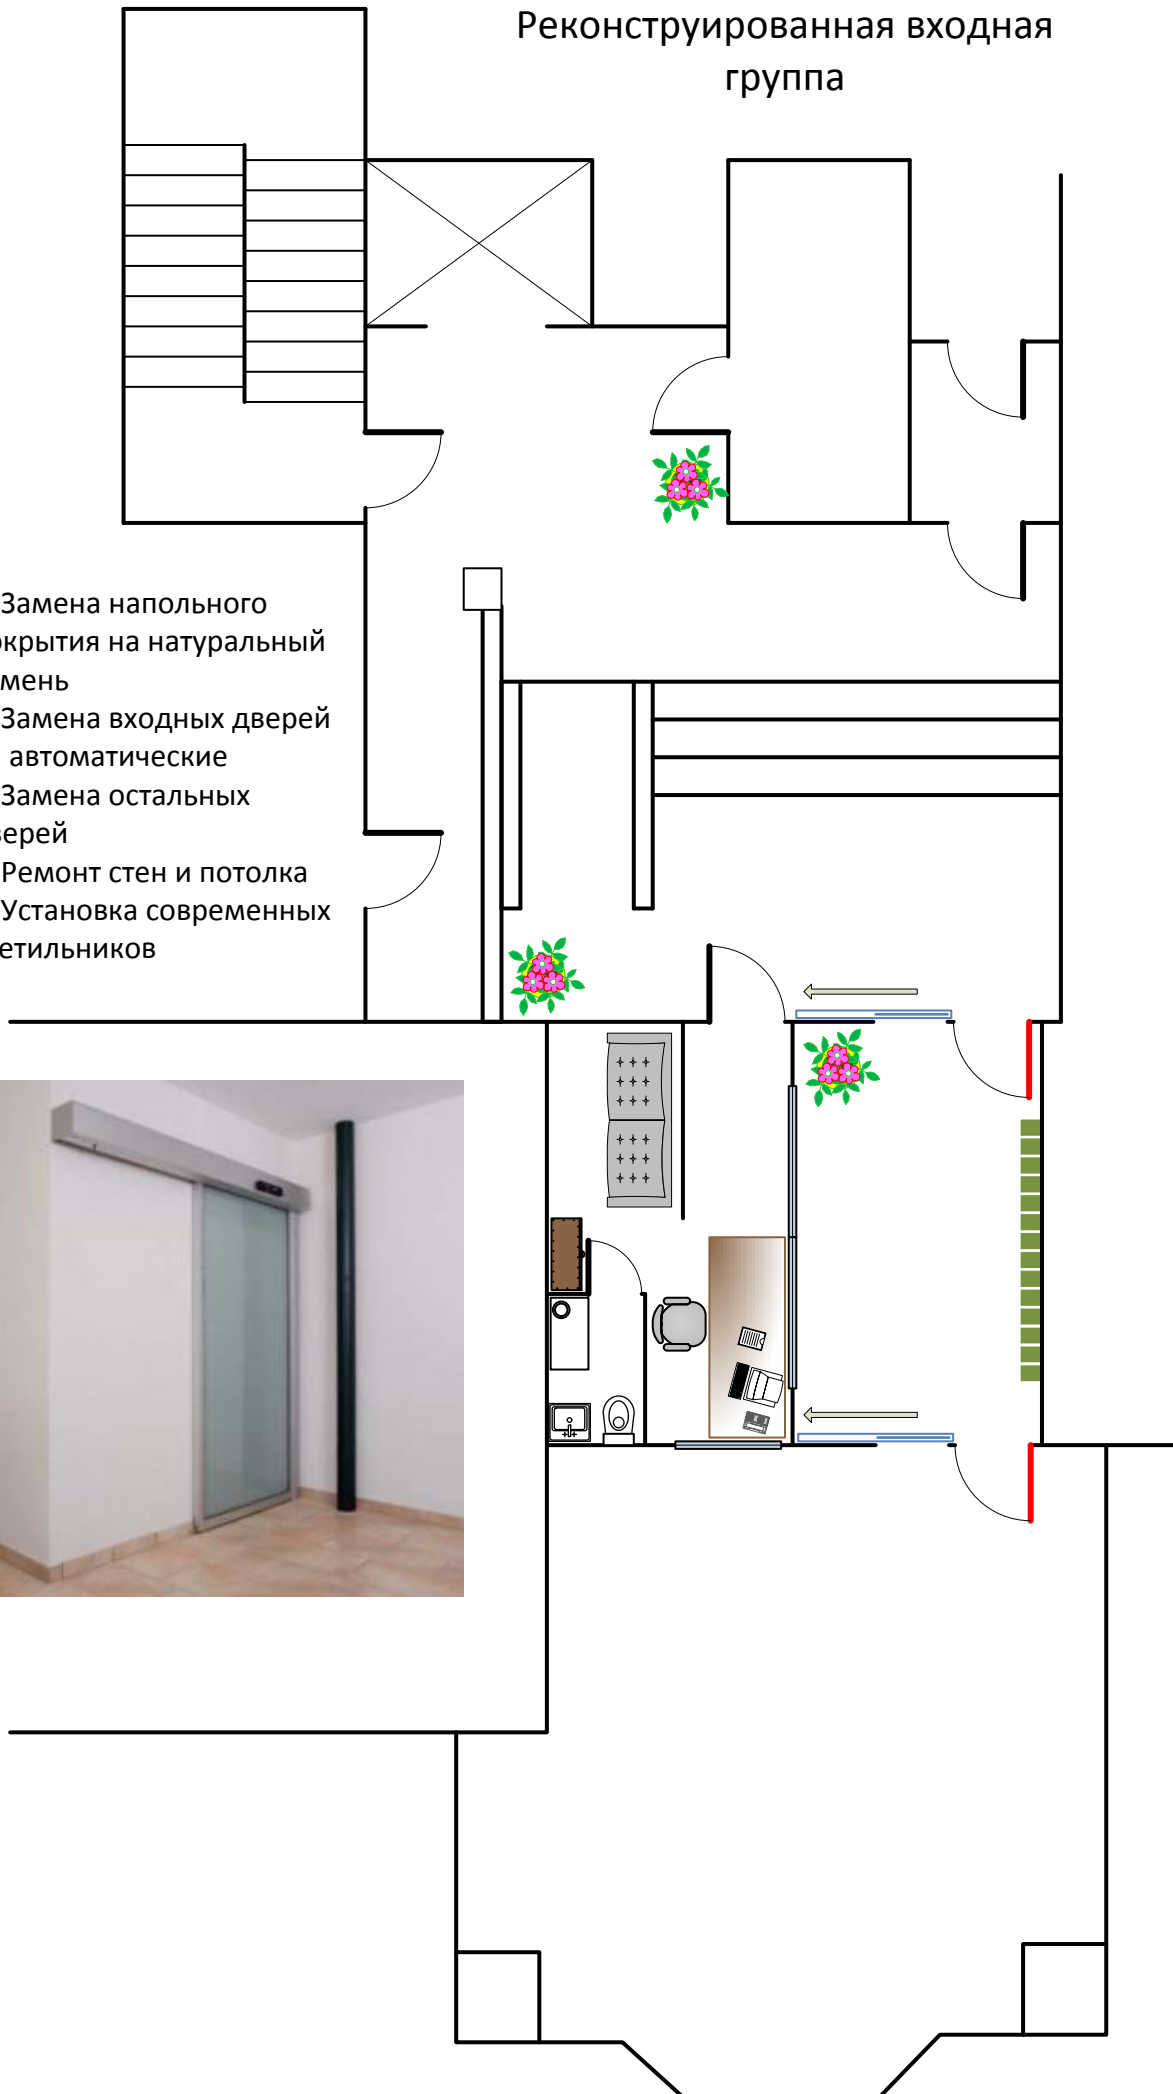 Реконструированная входная
группа
Замена напольного
окрытия на натуральный
мень
Замена входных дверей
автоматические
Замена остальных
верей
Ремонт стен и потолка
Установка современных
етильников